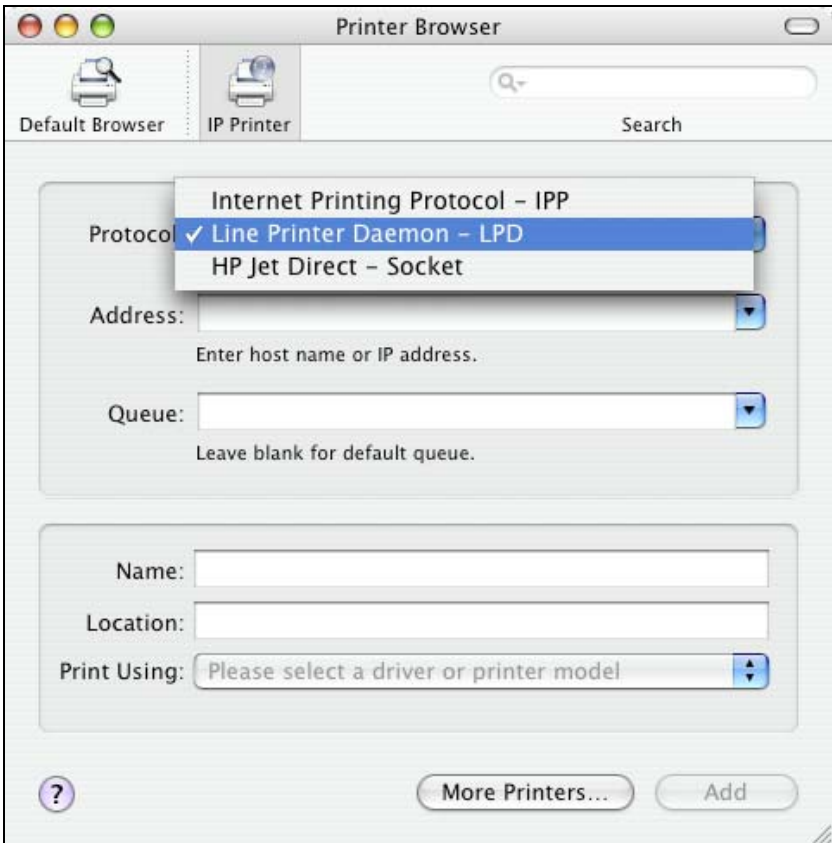 Printer Browser
Default Browser
IP Printer
Search
Protocol
Internet Printing Protocol – IPP
✓ Line Printer Daemon – LPD
HP Jet Direct – Socket
Address:
Enter host name or IP address.
Queue:
Leave blank for default queue.
Name:
Location:
Print Using: Please select a driver or printer model
? More Printers... Add